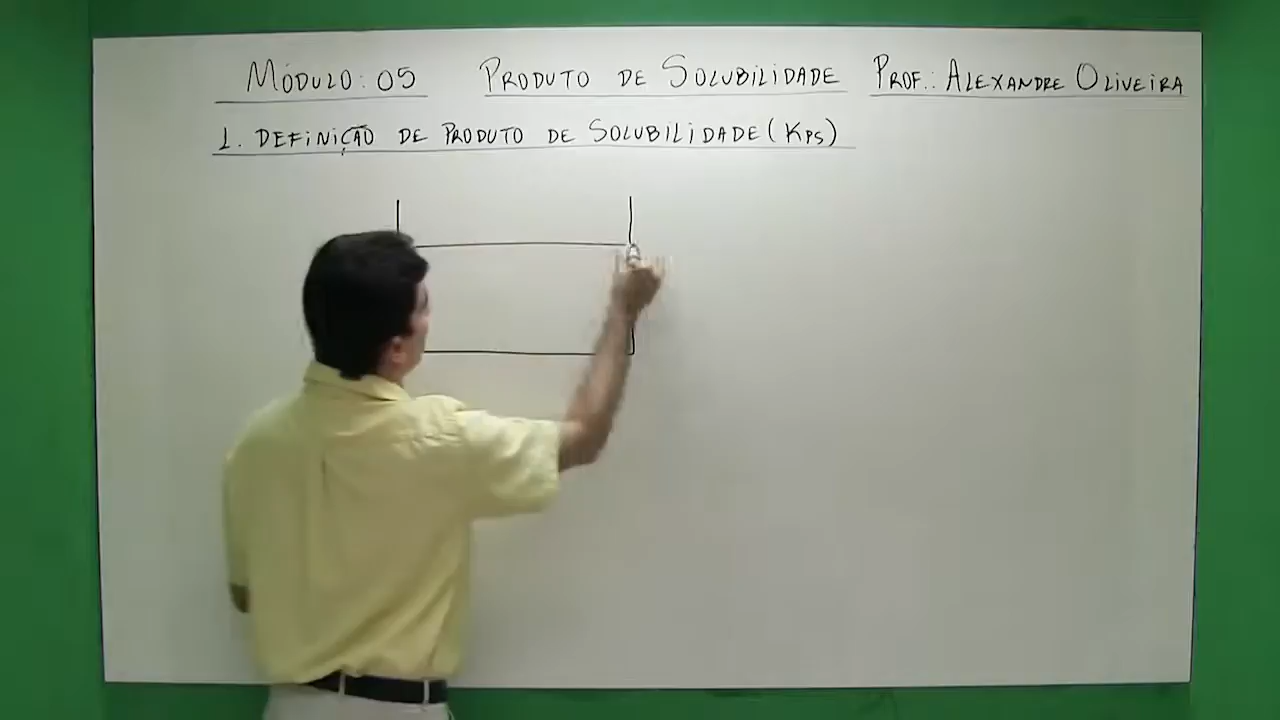 MÓDULO: 05 PRODUTO DE SOLUBILIDADE PROF.: ALEXANDRE OLIVEIRA
1. DEFINIÇÃO DE PRODUTO DE SOLUBILIDADE (KPS)